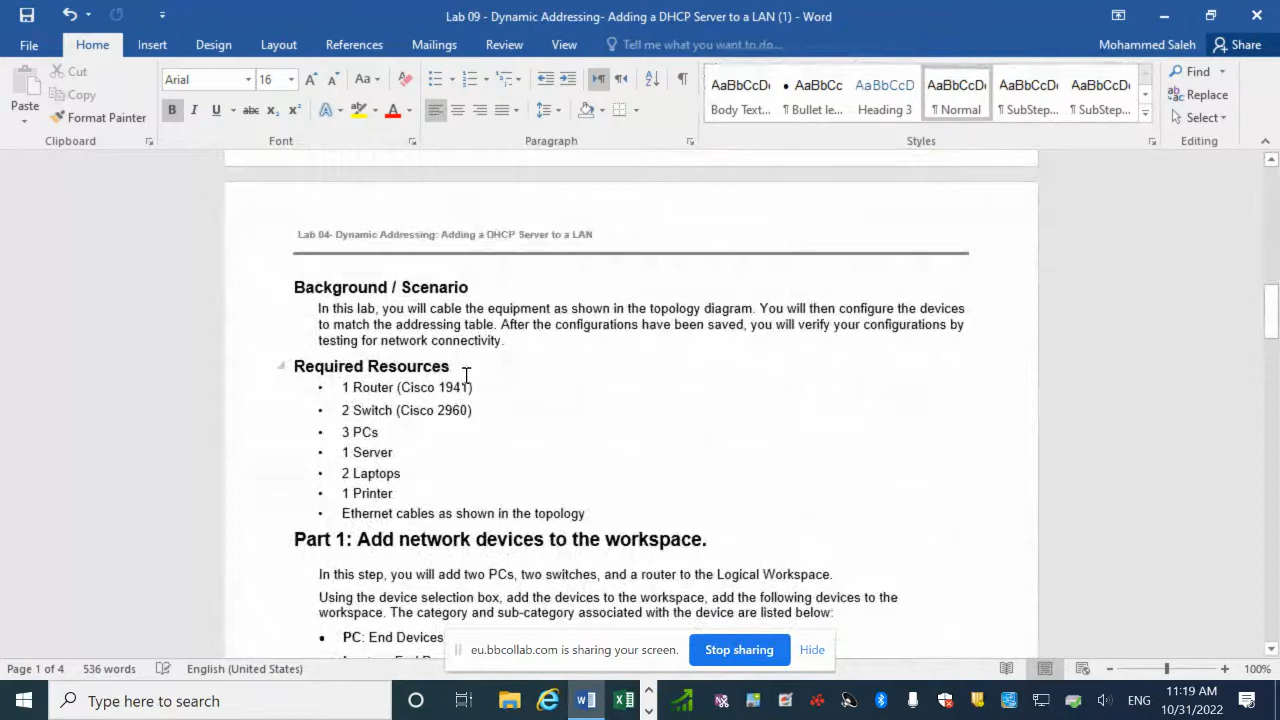 Lab 09 - Dynamic Addressing- Adding a DHCP Server to a LAN (1) - Word
File Home Insert Design Layout References Mailings Review View Tell me what you want to do... Mohammed Saleh Share
Paste
Cut
Copy
Format Painter
Clipboard
Arial 16
Font
Paragraph
AaBbCcDı AaBbCc AaBbCcD AaBbCcDı AaBbCcDı AaBbCcDı
Body Text... ¶ Bullet le... Heading 3 ¶ Normal ¶ SubStep... ¶ SubStep...
Styles
Find
Replace
Select
Editing
Lab 04- Dynamic Addressing: Adding a DHCP Server to a LAN
Background / Scenario
In this lab, you will cable the equipment as shown in the topology diagram. You will then configure the devices
to match the addressing table. After the configurations have been saved, you will verify your configurations by
testing for network connectivity.
Required Resources
• 1 Router (Cisco 1941)
• 2 Switch (Cisco 2960)
• 3 PCs
• 1 Server
• 2 Laptops
• 1 Printer
• Ethernet cables as shown in the topology
Part 1: Add network devices to the workspace.
In this step, you will add two PCs, two switches, and a router to the Logical Workspace.
Using the device selection box, add the devices to the workspace, add the following devices to the
workspace. The category and sub-category associated with the device are listed below:
• PC: End Devices
eu.bbcollab.com is sharing your screen. Stop sharing Hide
Page 1 of 4 536 words English (United States) 100%
Type here to search
ENG
11:19 AM
10/31/2022